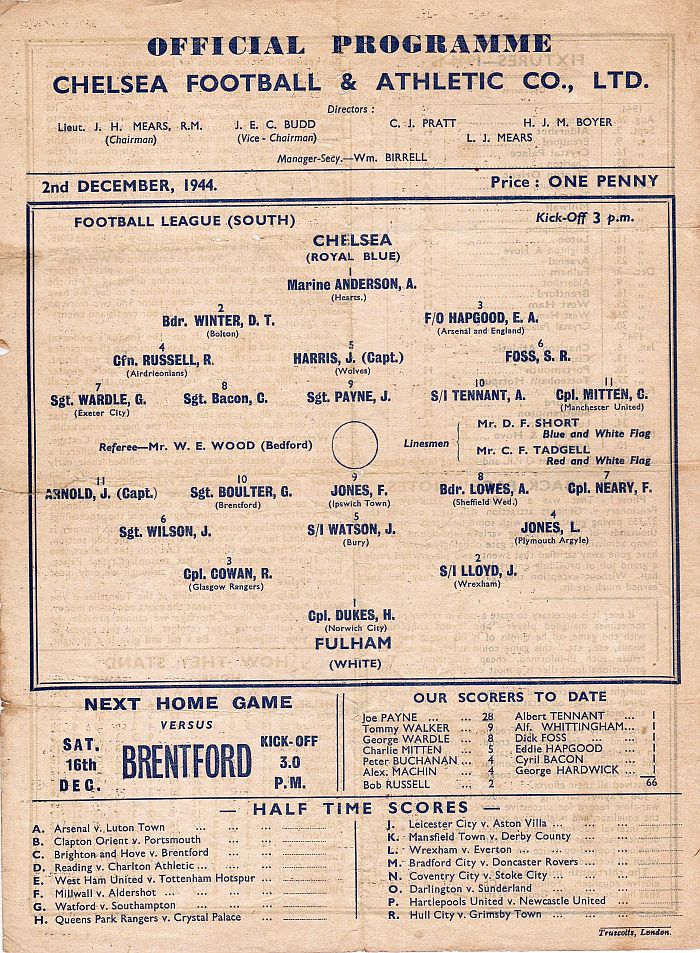 OFFICIAL PROGRAMME
CHELSEA FOOTBALL & ATHLETIC CO., LTD.
Directors :
Lieut. J. H. MEARS, R.M. J. E. C. BUDD C. J. PRATT H. J. M. BOYER
(Chairman) (Vice - Chairman) L. J. MEARS
Manager-Secy.—Wm. BIRRELL
2nd DECEMBER, 1944. Price : ONE PENNY
FOOTBALL LEAGUE (SOUTH) Kick-Off 3 p.m.
CHELSEA
(ROYAL BLUE)
1
Marine ANDERSON, A.
(Hearts.)
2 3
Bdr. WINTER, D. T. F/O HAPGOOD, E. A.
(Bolton) (Arsenal and England)
4 5 6
Cfn. RUSSELL, R. HARRIS, J. (Capt.) FOSS, S. R.
(Airdrieonians) (Wolves)
7 8 9 10 11
Sgt. WARDLE, G. Sgt. Bacon, C. Sgt. PAYNE, J. S/I TENNANT, A. Cpl. MITTEN, C.
(Exeter City) (Manchester United)
Referee—Mr. W. E. WOOD (Bedford) Linesmen Mr. D. F. SHORT
Blue and White Flag
Mr. C. F. TADGELL
Red and White Flag
11 10 9 8 7
ARNOLD, J. (Capt.) Sgt. BOULTER, G. JONES, F. Bdr. LOWES, A. Cpl. NEARY, F.
(Brentford) (Ipswich Town) (Sheffield Wed.)
6 5 4
Sgt. WILSON, J. S/I WATSON, J. JONES, L.
(Bury) (Plymouth Argyle)
3 2
Cpl. COWAN, R. S/I LLOYD, J.
(Glasgow Rangers) (Wrexham)
1
Cpl. DUKES, H.
(Norwich City)
FULHAM
(WHITE)
NEXT HOME GAME
VERSUS
SAT. 16th DEC. BRENTFORD KICK-OFF 3.0 P.M.
OUR SCORERS TO DATE
Joe PAYNE ... ... 28 Albert TENNANT ... 1
Tommy WALKER ... 9 Alf. WHITTINGHAM... 1
George WARDLE ... 8 Dick FOSS ... ... 1
Charlie MITTEN ... 5 Eddie HAPGOOD ... 1
Peter BUCHANAN ... 4 Cyril BACON ... 1
Alex. MACHIN ... 4 George HARDWICK ... 1
Bob RUSSELL ... ... 2 66
— HALF TIME SCORES —
A. Arsenal v. Luton Town ... ... ...
B. Clapton Orient v. Portsmouth ... ...
C. Brighton and Hove v. Brentford ... ...
D. Reading v. Charlton Athletic ... ... ...
E. West Ham United v. Tottenham Hotspur ...
F. Millwall v. Aldershot ... ... ...
G. Watford v. Southampton ... ... ...
H. Queens Park Rangers v. Crystal Palace ...
J. Leicester City v. Aston Villa ... ... ...
K. Mansfield Town v. Derby County ...
L. Wrexham v. Everton ... ... ...
M. Bradford City v. Doncaster Rovers ... ...
N. Coventry City v. Stoke City ... ...
O. Darlington v. Sunderland ... ...
P. Hartlepools United v. Newcastle United ...
R. Hull City v. Grimsby Town ... ...
Truscotts, London.